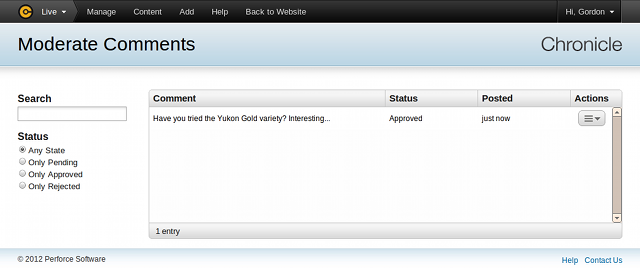 Live Manage Content Add Help Back to Website Hi, Gordon
Moderate Comments Chronicle
Search
Status
Any State
Only Pending
Only Approved
Only Rejected
Comment Status Posted Actions
Have you tried the Yukon Gold variety? Interesting... Approved just now
1 entry
© 2012 Perforce Software Help Contact Us